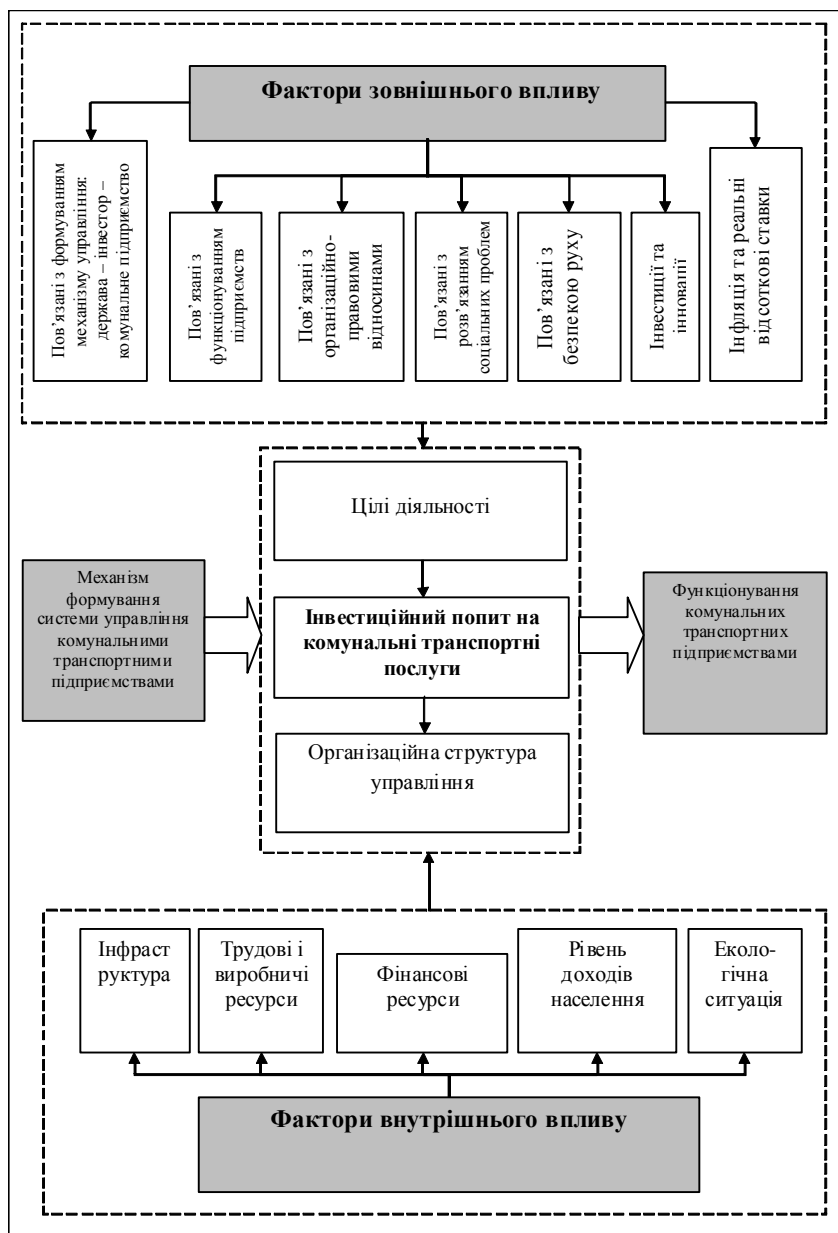 Фактори зовнішнього впливу
Пов’язані з формуванням
механізму управління:
держава – інвестор –
комунальне підприємство
Пов’язані з
функціонуванням
підприємств
Пов’язані з
організаційно-
правовими
відносинами
Пов’язані з
розв’язанням
соціальних проблем
Пов’язані з
безпекою руху
Інвестиції та
інновації
Інфляція та реальні
відсоткові ставки
Цілі діяльності
Механізм
формування
системи управління
комунальними
транспортними
підприємствами
Інвестиційний попит на
комунальні транспортні
послуги
Функціонування
комунальних
транспортних
підприємствами
Організаційна структура
управління
Інфраст
руктура
Трудові і
виробничі
ресурси
Фінансові
ресурси
Рівень
доходів
населення
Еколо-
гічна
ситуація
Фактори внутрішнього впливу